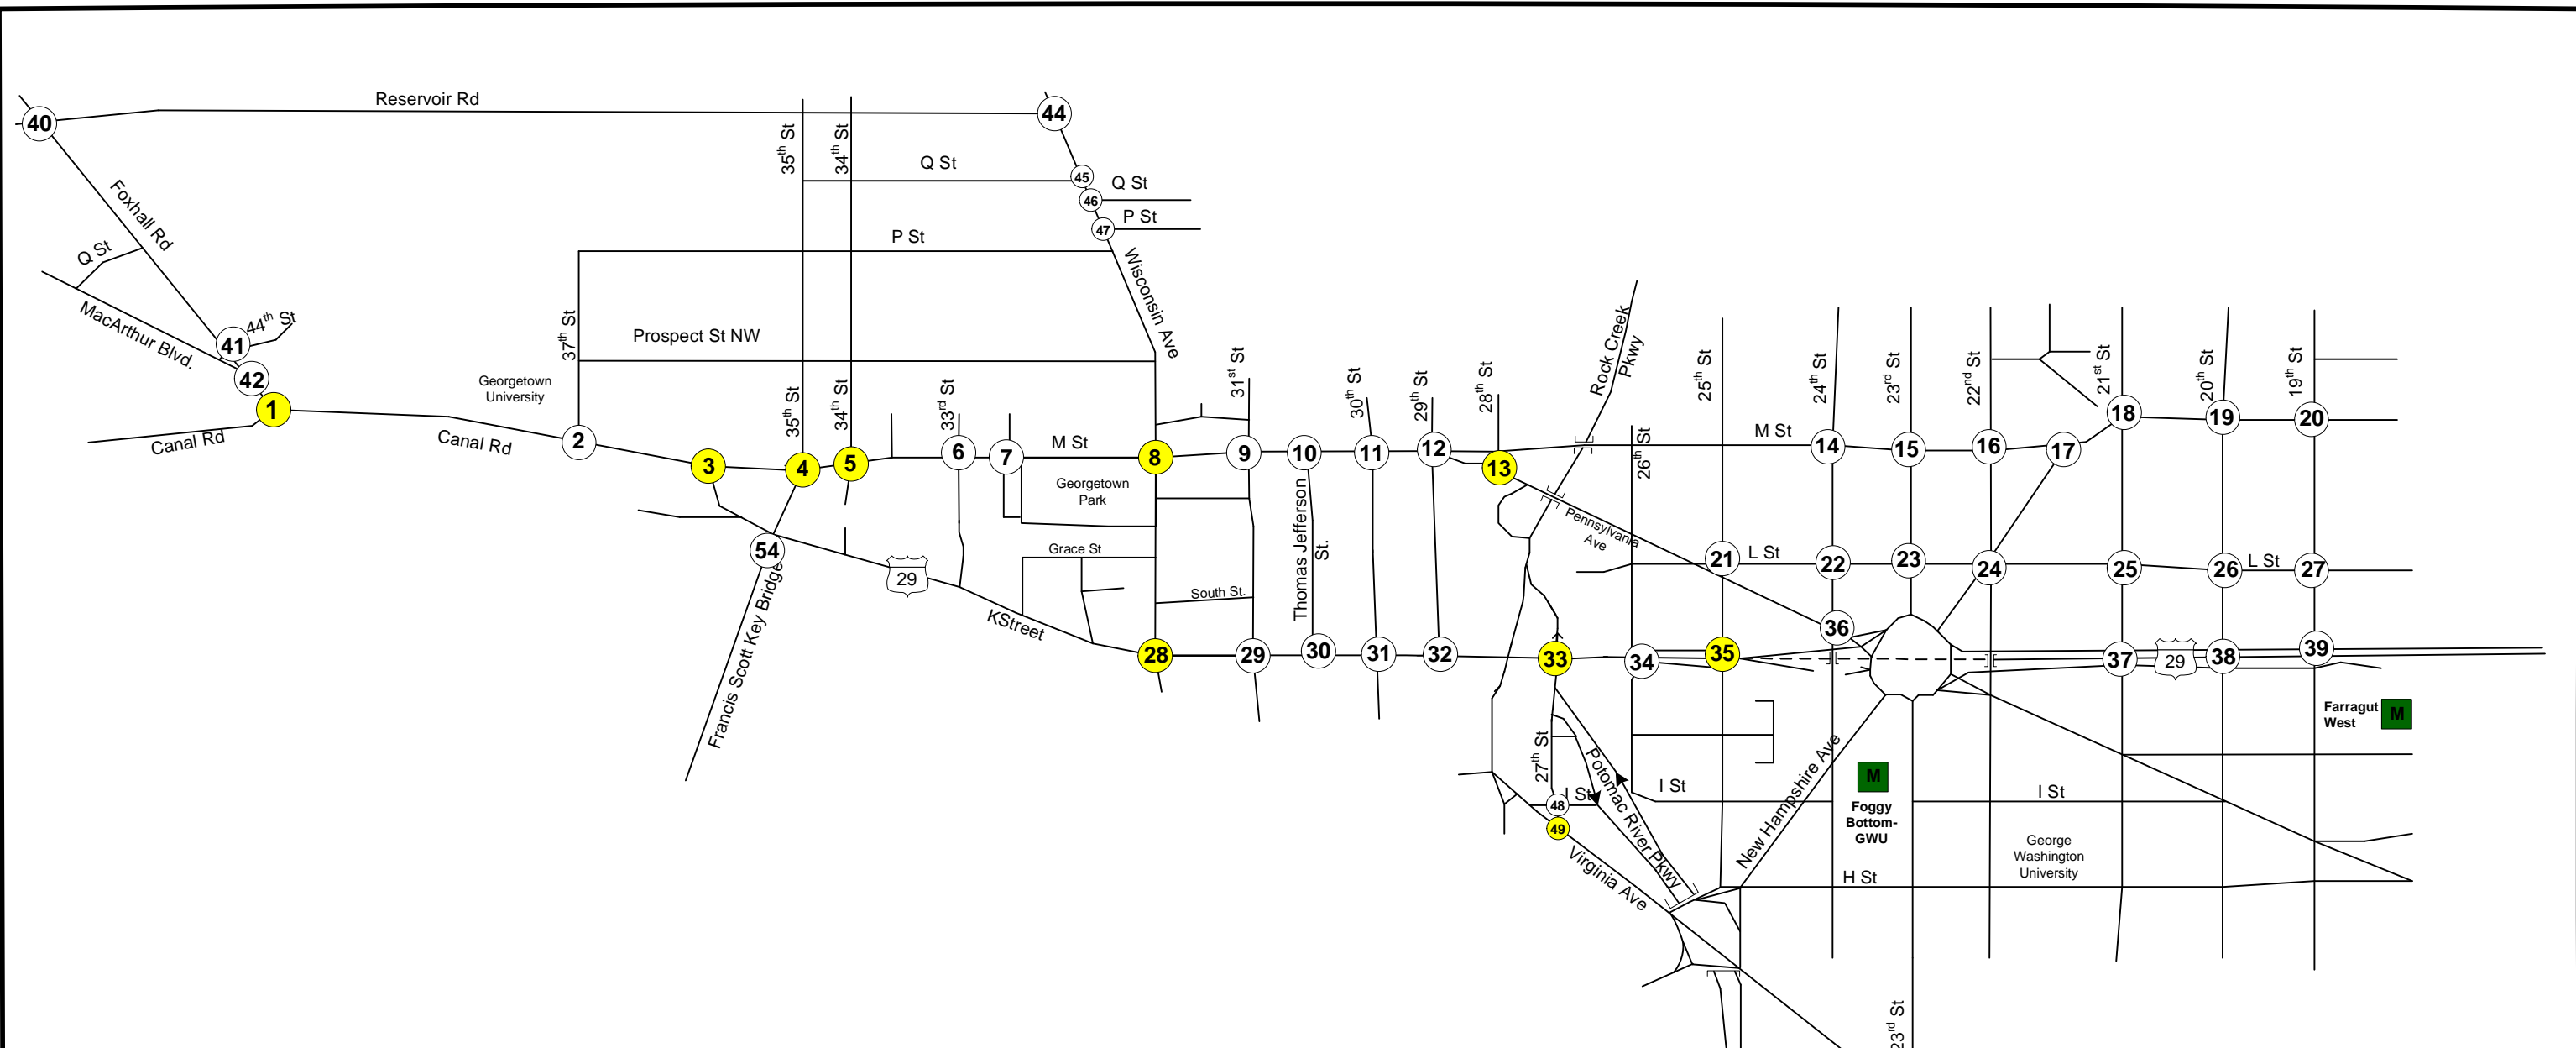 Reservoir Rd
40
44
35th St
34th St
Q St
45
Q St
46
P St
47
P St
Foxhall Rd
Q St
MacArthur Blvd.
44th St
41
42
1
Canal Rd
Canal Rd
37th St
Prospect St NW
Georgetown
University
Wisconsin Ave
2
3
35th St
4
34th St
5
33rd St
6
7
M St
8
31st St
9
10
30th St
11
29th St
12
28th St
13
Rock Creek
Pkwy
26th St
25th St
M St
24th St
14
23rd St
15
22nd St
16
17
21st St
18
20th St
19
19th St
20
Georgetown
Park
Grace St
South St.
Thomas Jefferson
St.
54
29
KStreet
Francis Scott Key Bridge
Pennsylvania
Ave
21
L St
22
23
24
25
26
L St
27
28
29
30
31
32
33
34
35
36
37
29
38
39
Farragut
West
M
27th St
48
I St
49
Potomac River Pkwy
Virginia Ave
I St
New Hampshire Ave
M
Foggy
Bottom-
GWU
I St
George
Washington
University
H St
23rd St